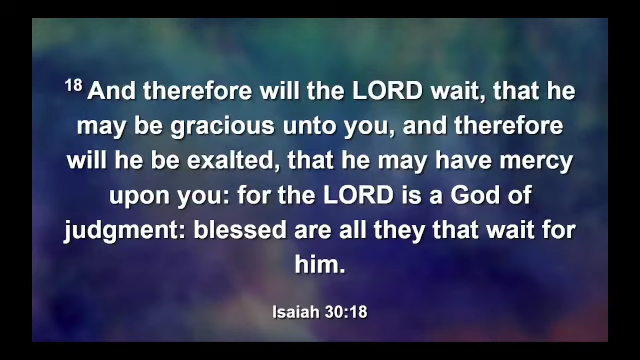 18 And therefore will the LORD wait, that he
may be gracious unto you, and therefore
will he be exalted, that he may have mercy
upon you: for the LORD is a God of
judgment: blessed are all they that wait for
him.
Isaiah 30:18